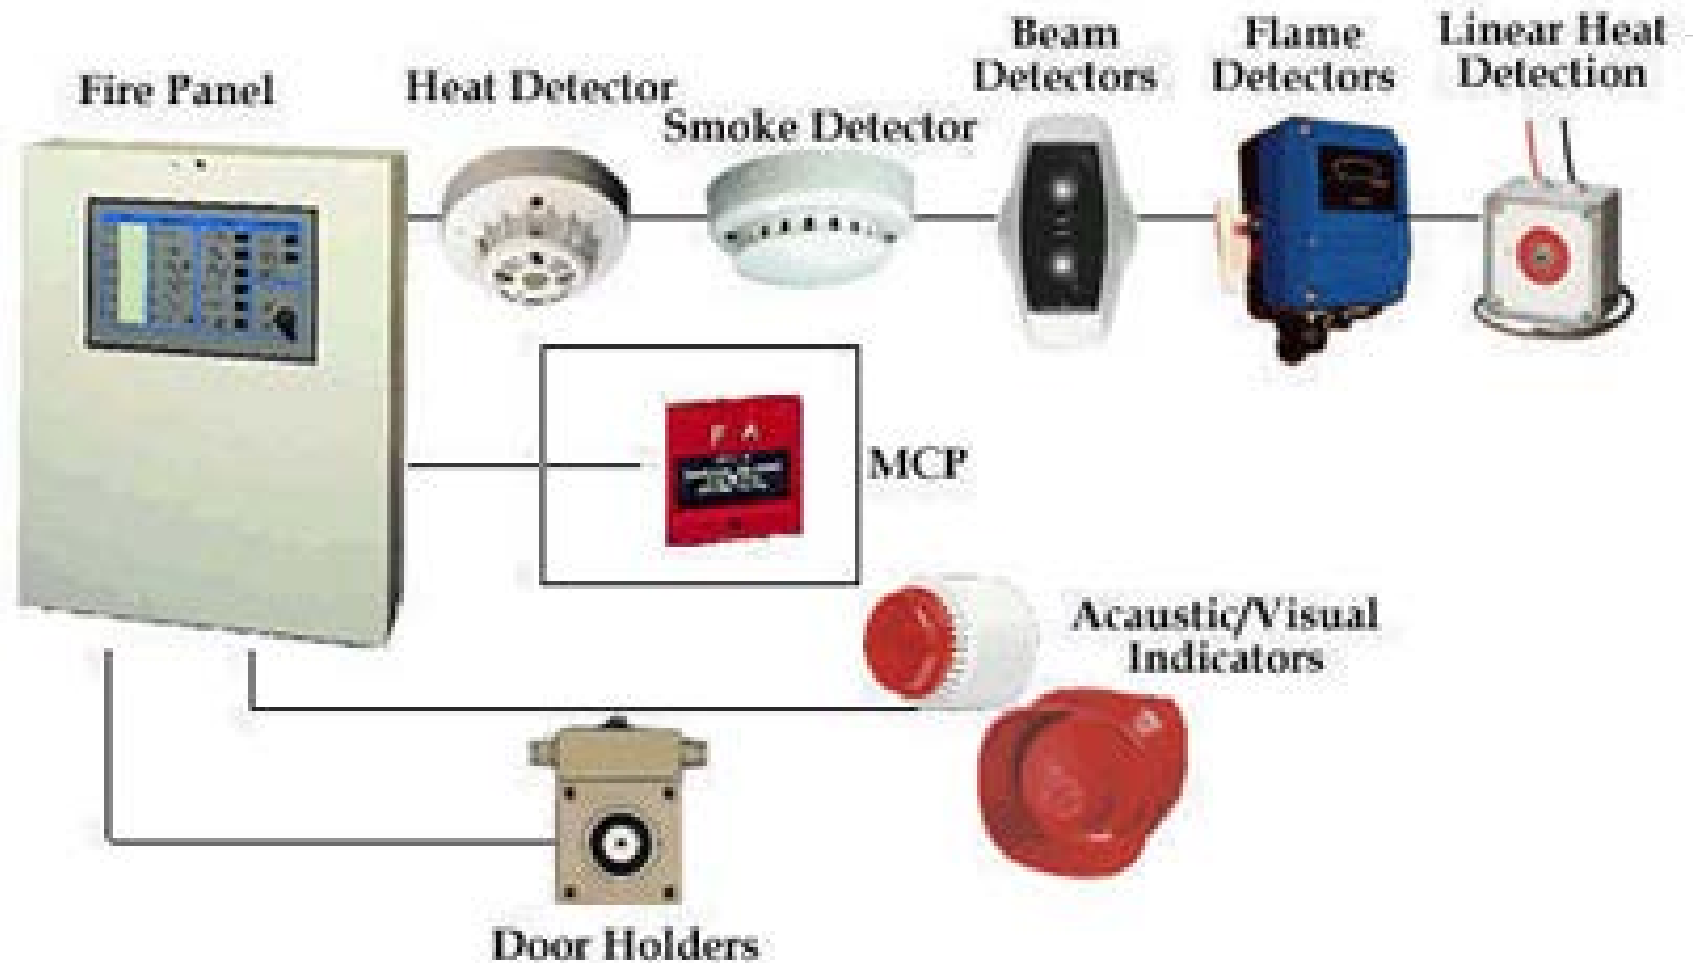 Fire Panel
Heat Detector
Smoke Detector
Beam
Detectors
Flame
Detectors
Linear Heat
Detection
F A
MCP
Acaustic/Visual
Indicators
Door Holders